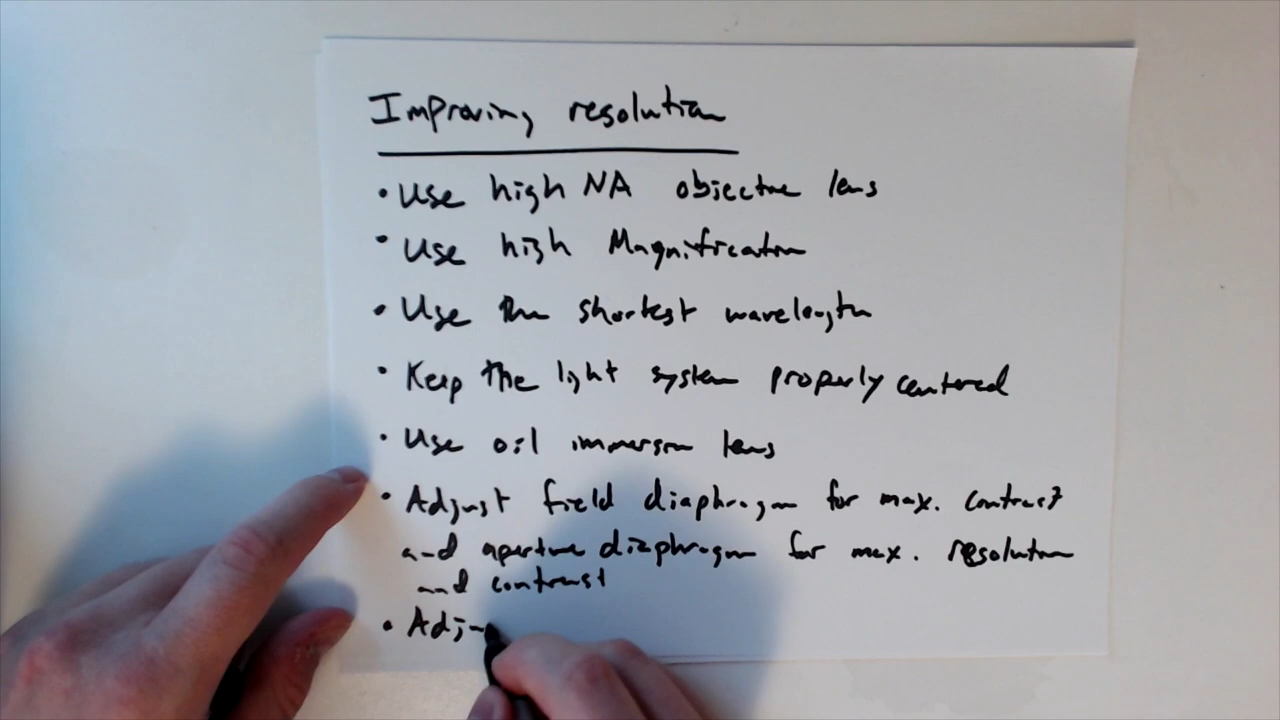 Improving resolution
• Use high NA objective lens
• Use high Magnification
• Use the shortest wavelength
• Keep the light system properly centered
• Use oil immersion lens
• Adjust field diaphragm for max. contrast
and aperture diaphragm for max. resolution
and contrast
• Adj